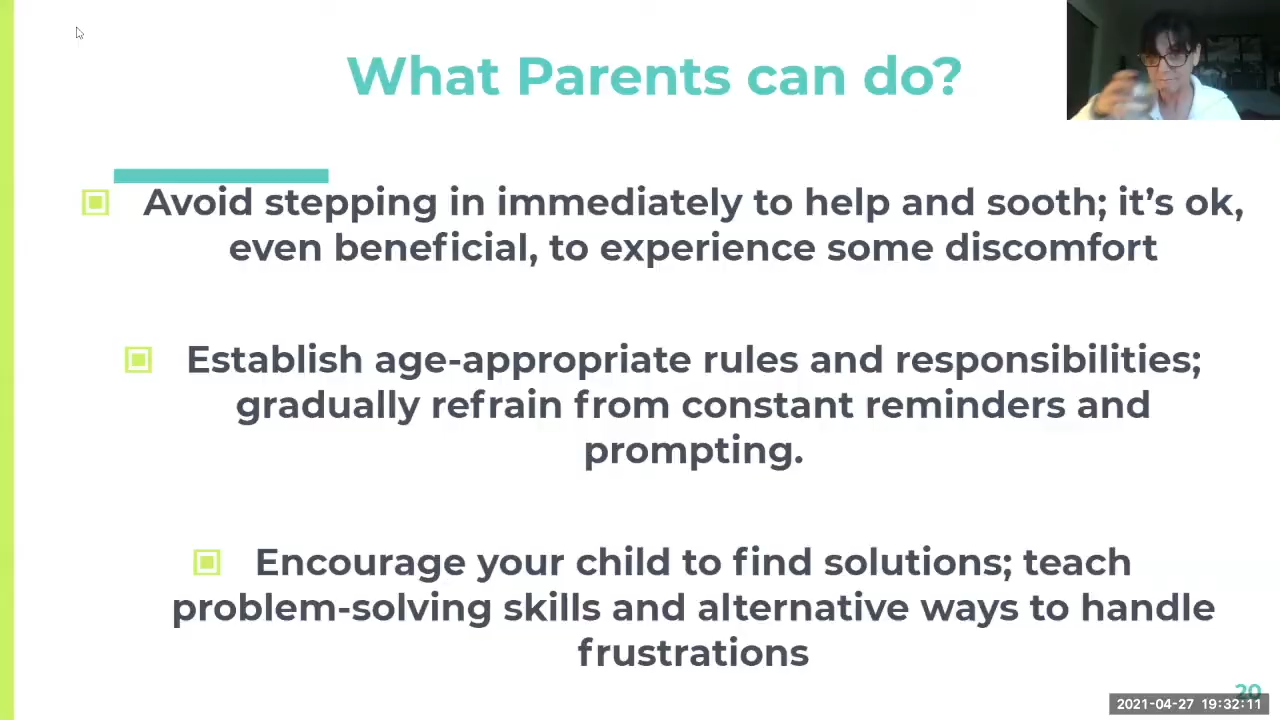 What Parents can do?
Avoid stepping in immediately to help and sooth; it’s ok,
even beneficial, to experience some discomfort
Establish age-appropriate rules and responsibilities;
gradually refrain from constant reminders and
prompting.
Encourage your child to find solutions; teach
problem-solving skills and alternative ways to handle
frustrations
20
2021-04-27 19:32:11